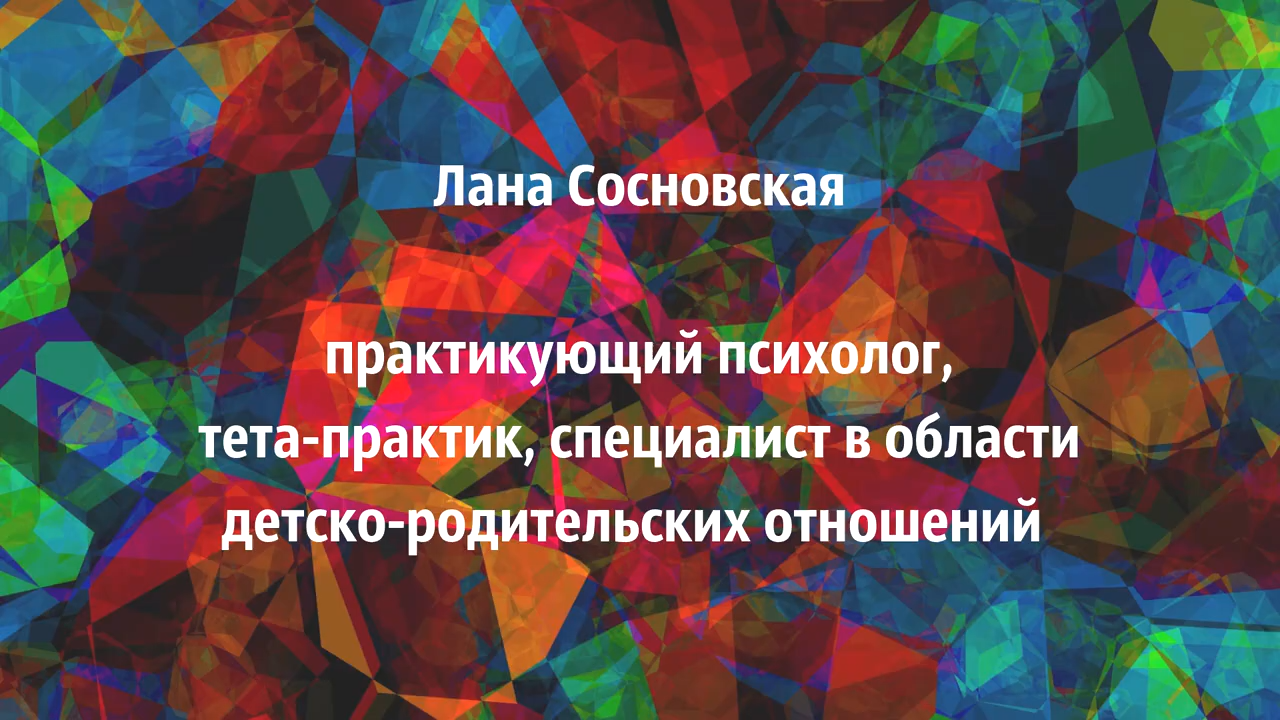 Лана Сосновская
практикующий психолог,
тета-практик, специалист в области
детско-родительских отношений